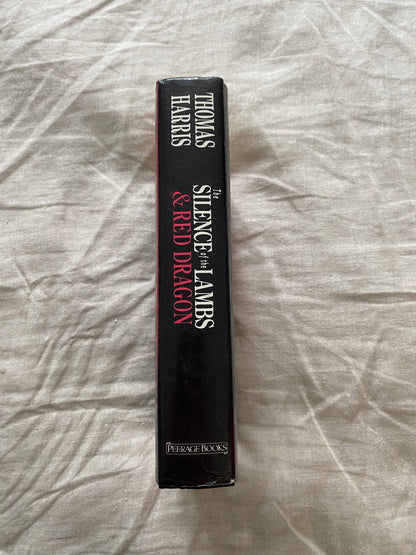 THOMAS
HARRIS
The
SILENCE of the LAMBS
& RED DRAGON
PEERAGE BOOKS